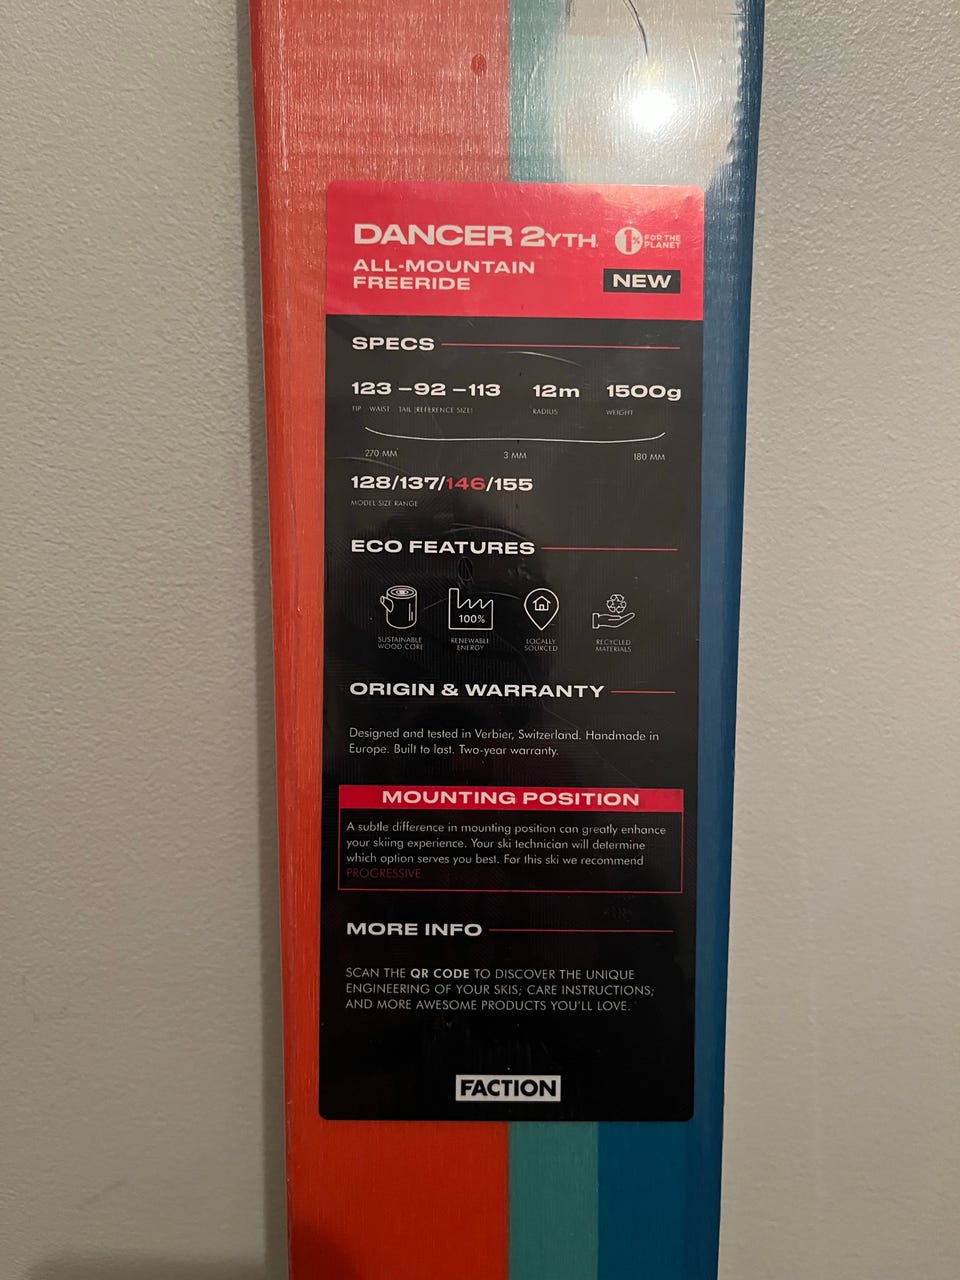 DANCER 2YTH
1% FOR THE
PLANET
ALL-MOUNTAIN
FREERIDE
NEW
SPECS
123 –92 –113 12m 1500g
TIP WAIST TAIL (REFERENCE SIZE) RADIUS WEIGHT
270 MM 3 MM 180 MM
128/137/146/155
MODEL SIZE RANGE
ECO FEATURES
100%
SUSTAINABLE
WOOD CORE
RENEWABLE
ENERGY
LOCALLY
SOURCED
RECYCLED
MATERIALS
ORIGIN & WARRANTY
Designed and tested in Verbier, Switzerland. Handmade in
Europe. Built to last. Two-year warranty.
MOUNTING POSITION
A subtle difference in mounting position can greatly enhance
your skiing experience. Your ski technician will determine
which option serves you best. For this ski we recommend
PROGRESSIVE.
MORE INFO
SCAN THE QR CODE TO DISCOVER THE UNIQUE
ENGINEERING OF YOUR SKIS; CARE INSTRUCTIONS;
AND MORE AWESOME PRODUCTS YOU'LL LOVE.
FACTION